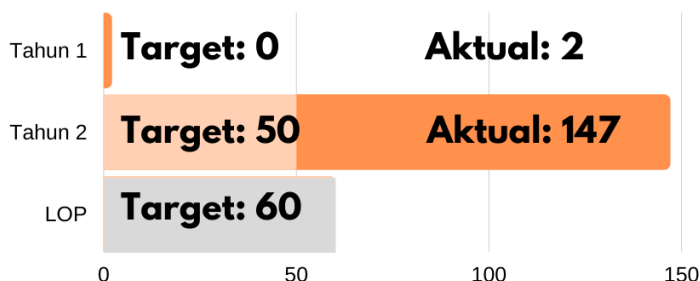 Tahun 1 Target: 0 Aktual: 2
Tahun 2 Target: 50 Aktual: 147
LOP Target: 60
0 50 100 150